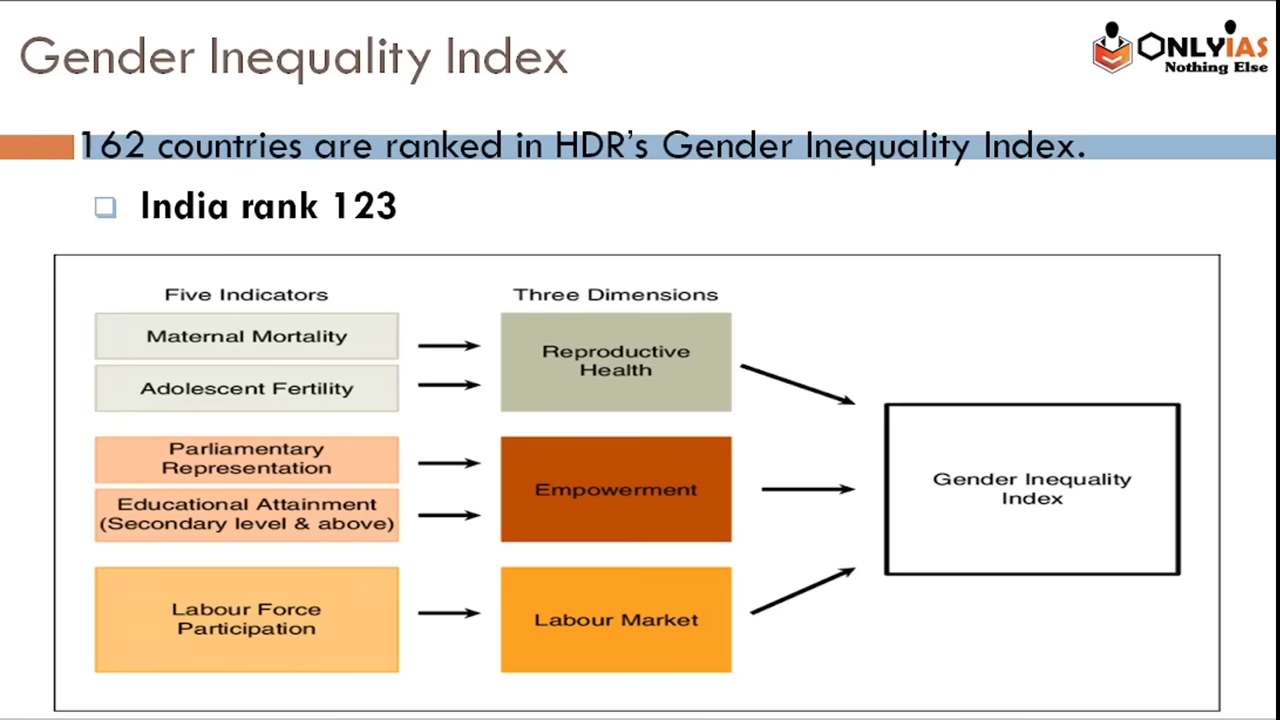 Gender Inequality Index
ONLYIAS
Nothing Else
162 countries are ranked in HDR's Gender Inequality Index.
India rank 123
Five Indicators
Three Dimensions
Maternal Mortality
Adolescent Fertility
Reproductive
Health
Parliamentary
Representation
Educational Attainment
(Secondary level & above)
Empowerment
Labour Force
Participation
Labour Market
Gender Inequality
Index